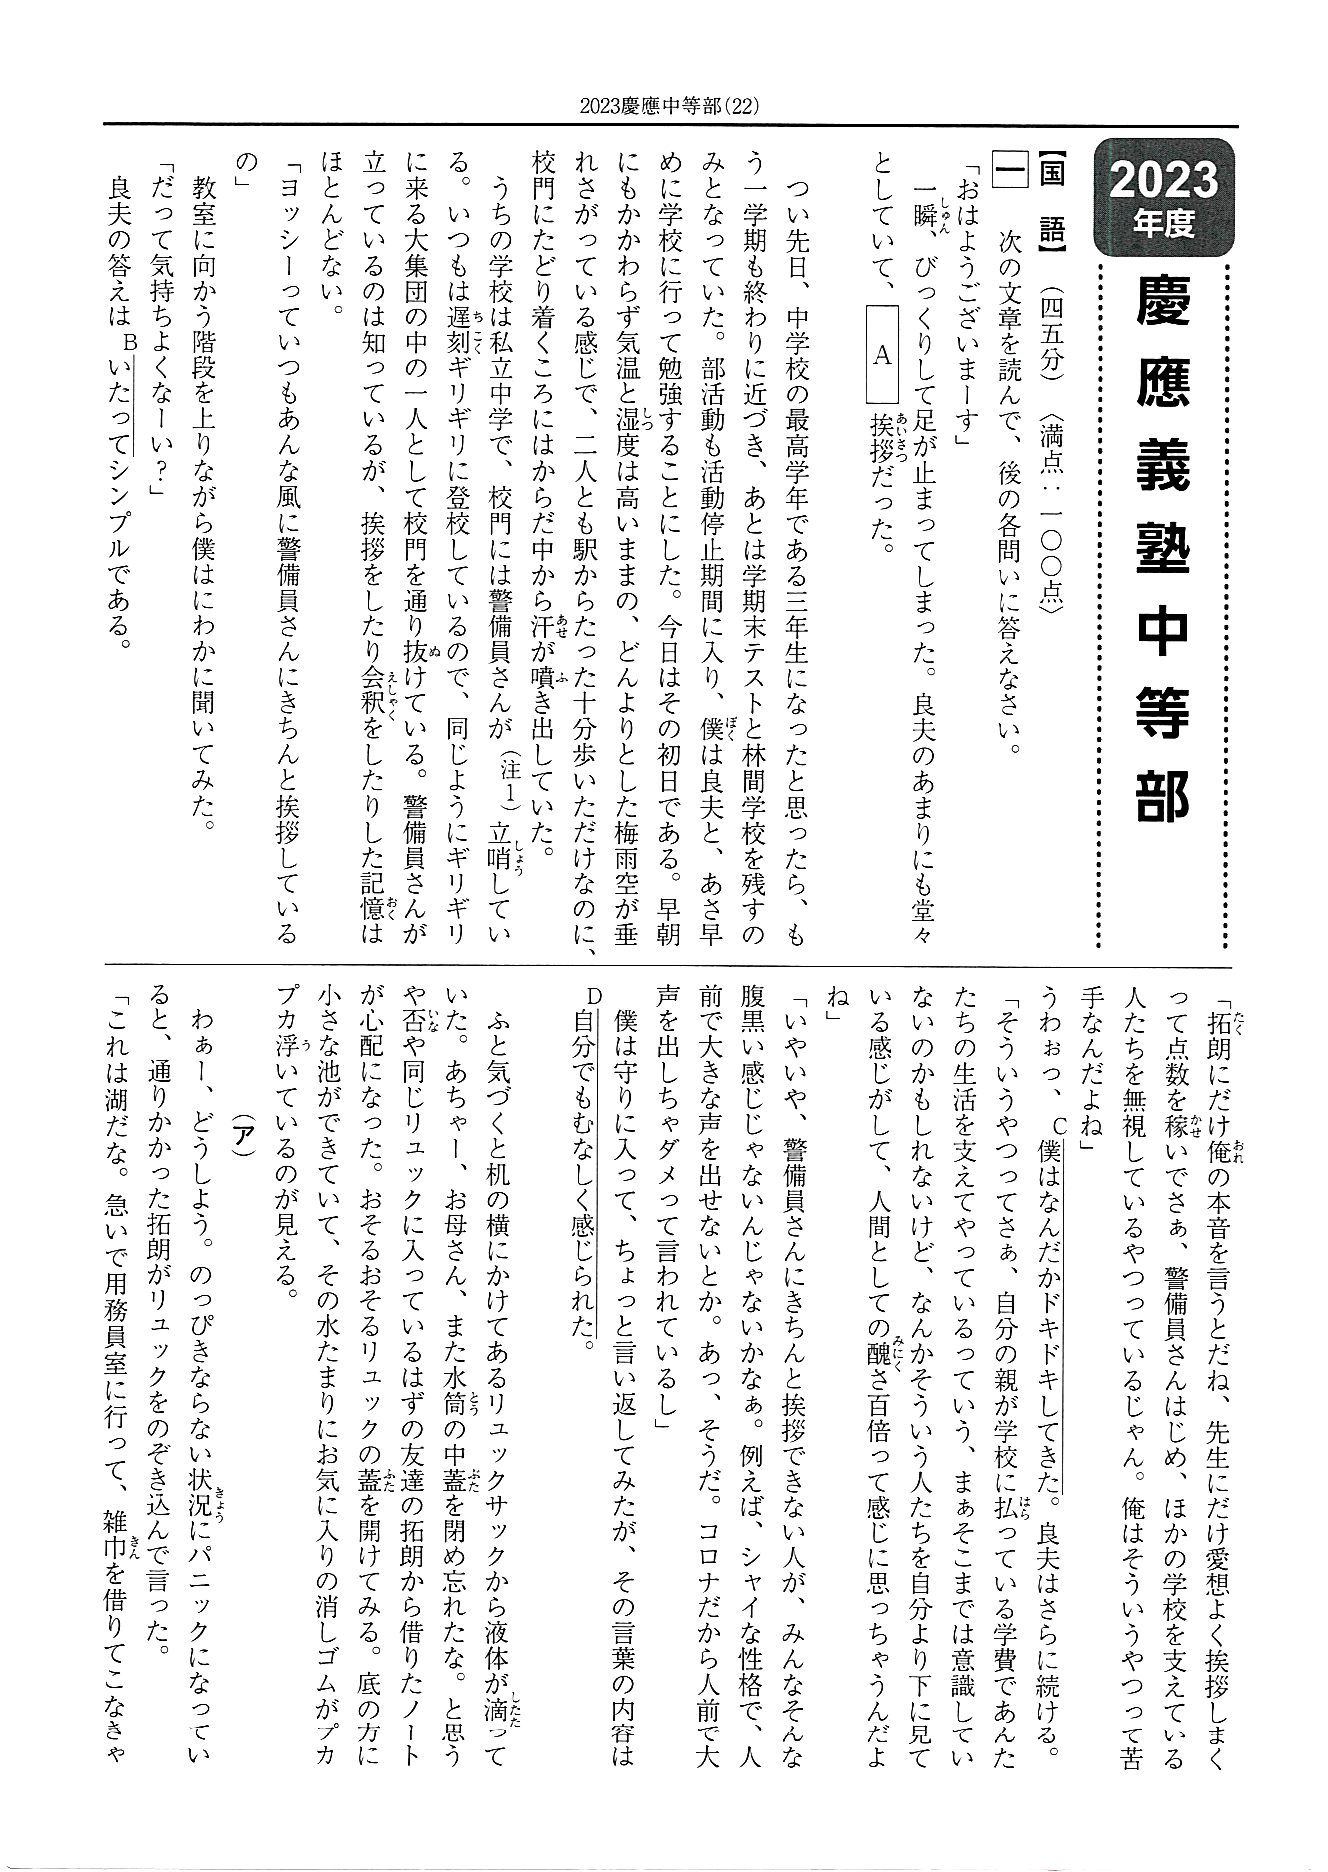 2023慶應中等部(22)
2023
年度
慶應義塾中等部
【国語】(四五分)〈満点：一〇〇点〉
一 次の文章を読んで、後の各問いに答えなさい。
「おはようございまーす」
一瞬、びっくりして足が止まってしまった。良夫のあまりにも堂々
としていて、 A 挨拶だった。
つい先日、中学校の最高学年である三年生になったと思ったら、も
う一学期も終わりに近づき、あとは学期末テストと林間学校を残すの
みとなっていた。部活動も活動停止期間に入り、僕は良夫と、あさ早
めに学校に行って勉強することにした。今日はその初日である。早朝
にもかかわらず気温と湿度は高いままの、どんよりとした梅雨空が垂
れさがっている感じで、二人とも駅からたった十分歩いただけなのに、
校門にたどり着くころにはからだ中から汗が噴き出していた。
うちの学校は私立中学で、校門には警備員さんが(注1)立哨してい
る。いつもは遅刻ギリギリに登校しているので、同じようにギリギリ
に来る大集団の中の一人として校門を通り抜けている。警備員さんが
立っているのは知っているが、挨拶をしたり会釈をしたりした記憶は
ほとんどない。
「ヨッシーっていつもあんな風に警備員さんにきちんと挨拶している
の」
教室に向かう階段を上りながら僕はにわかに聞いてみた。
「だって気持ちよくなーい？」
良夫の答えはBいたってシンプルである。
「拓朗にだけ俺の本音を言うとだね、先生にだけ愛想よく挨拶しまく
って点数を稼いでさぁ、警備員さんはじめ、ほかの学校を支えている
人たちを無視しているやつっているじゃん。俺はそういうやつって苦
手なんだよね」
うわぉっ、C僕はなんだかドキドキしてきた。良夫はさらに続ける。
「そういうやつってさぁ、自分の親が学校に払っている学費であんた
たちの生活を支えてやっているっていう、まぁそこまでは意識してい
ないのかもしれないけど、なんかそういう人たちを自分より下に見て
いる感じがして、人間としての醜さ百倍って感じに思っちゃうんだよ
ね」
「いやいや、警備員さんにきちんと挨拶できない人が、みんなそんな
腹黒い感じじゃないんじゃないかなぁ。例えば、シャイな性格で、人
前で大きな声を出せないとか。あっ、そうだ。コロナだから人前で大
声を出しちゃダメって言われているし」
僕は守りに入って、ちょっと言い返してみたが、その言葉の内容は
D自分でもむなしく感じられた。
ふと気づくと机の横にかけてあるリュックサックから液体が滴って
いた。あちゃー、お母さん、また水筒の中蓋を閉め忘れたな。と思う
や否や同じリュックに入っているはずの友達の拓朗から借りたノート
が心配になった。おそるおそるリュックの蓋を開けてみる。底の方に
小さな池ができていて、その水たまりにお気に入りの消しゴムがプカ
プカ浮いているのが見える。
(ア)
わぁー、どうしよう。のっぴきならない状況にパニックになってい
ると、通りかかった拓朗がリュックをのぞき込んで言った。
「これは湖だな。急いで用務員室に行って、雑巾を借りてこなきゃ